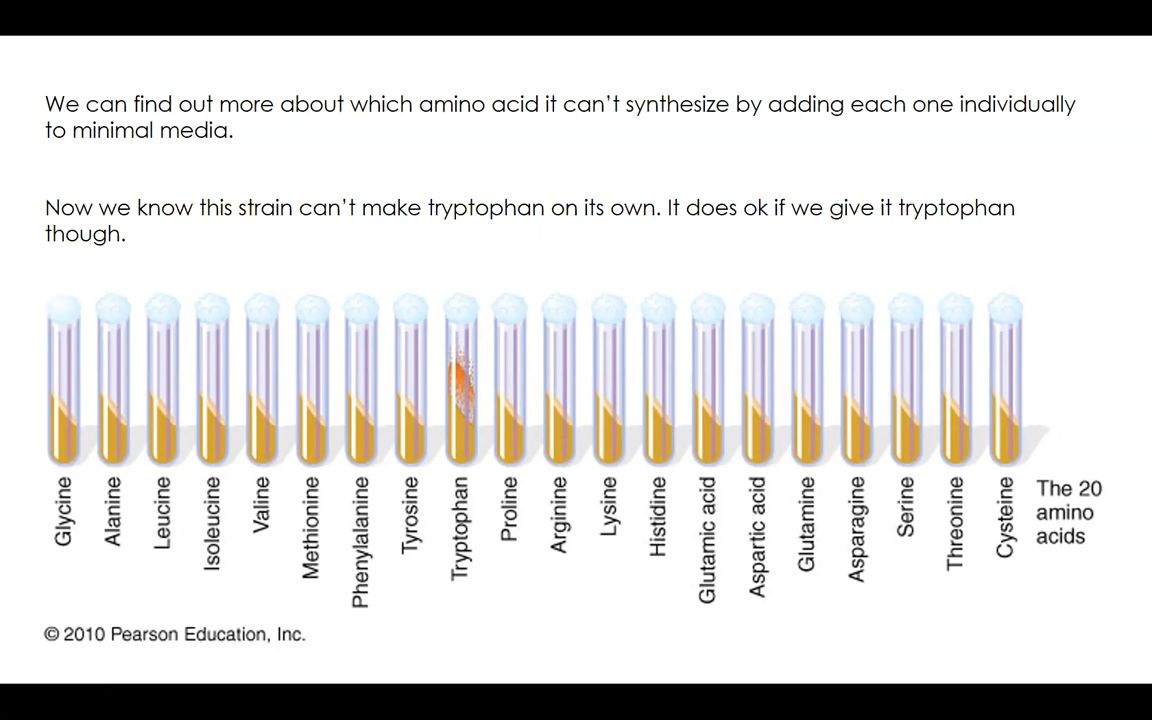 We can find out more about which amino acid it can't synthesize by adding each one individually
to minimal media.
Now we know this strain can't make tryptophan on its own. It does ok if we give it tryptophan
though.
Glycine
Alanine
Leucine
Isoleucine
Valine
Methionine
Phenylalanine
Tyrosine
Tryptophan
Proline
Arginine
Lysine
Histidine
Glutamic acid
Aspartic acid
Glutamine
Asparagine
Serine
Threonine
Cysteine
The 20
amino
acids
© 2010 Pearson Education, Inc.